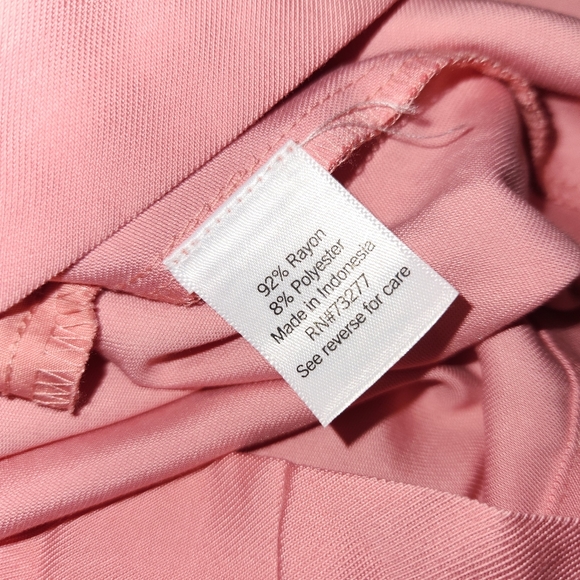 92% Rayon
8% Polyester
Made in Indonesia
RN#73277
See reverse for care